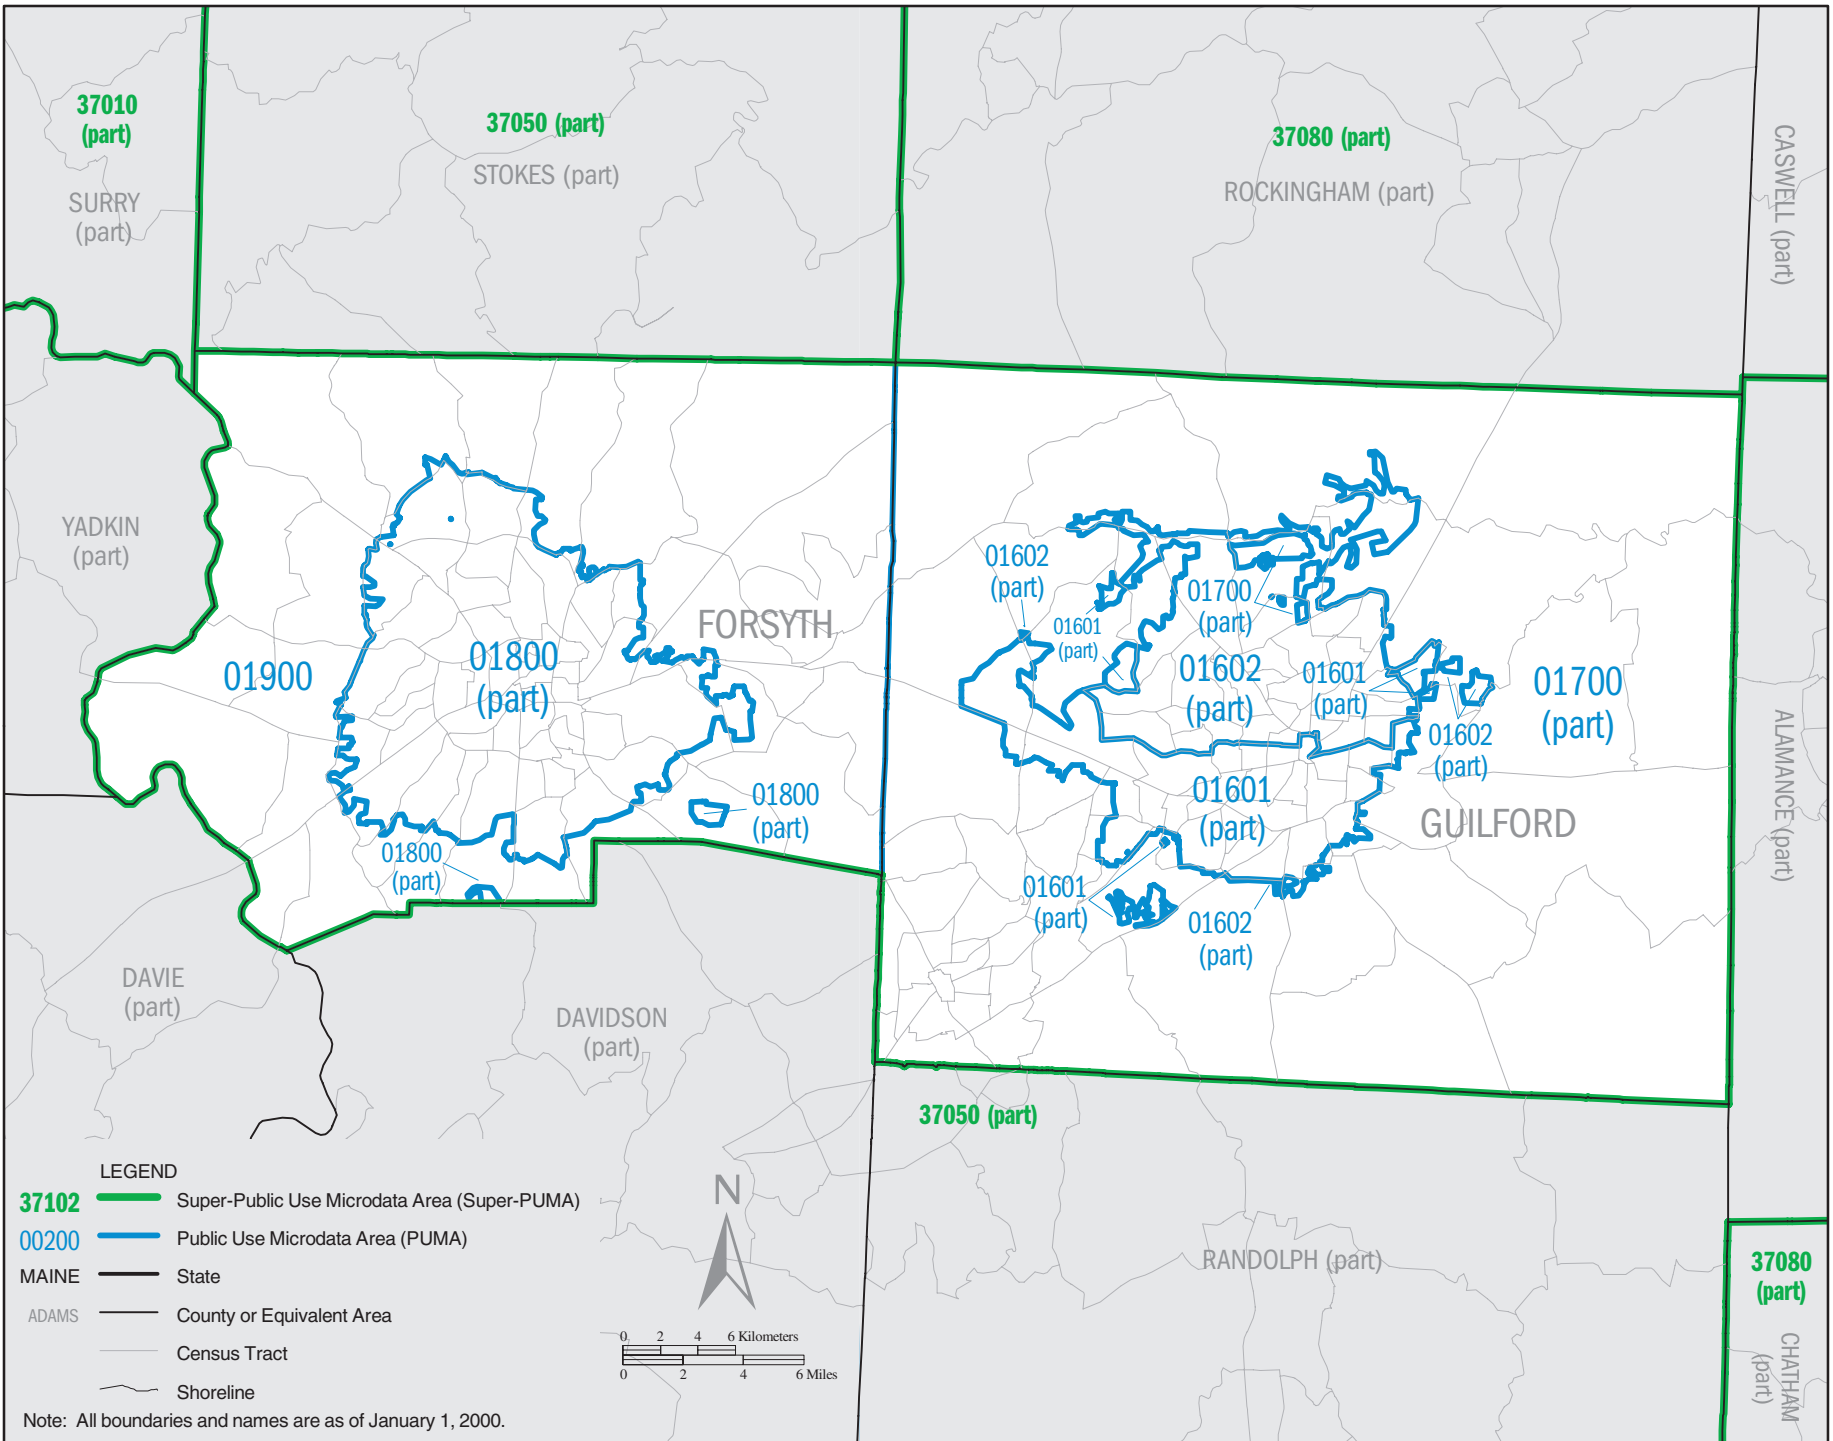 37010
(part)
SURRY
(part)
37050 (part)
STOKES (part)
37080 (part)
ROCKINGHAM (part)
CASWELL (part)
YADKIN
(part)
01900
01800
(part)
FORSYTH
01800
(part)
01800
(part)
01602
(part)
01601
(part)
01700
(part)
01602
(part)
01601
(part)
01602
(part)
01700
(part)
01601
(part)
GUILFORD
01601
(part)
01602
(part)
ALAMANCE (part)
DAVIE
(part)
DAVIDSON
(part)
37050 (part)
RANDOLPH (part)
37080
(part)
CHATHAM
(part)
LEGEND
37102 Super-Public Use Microdata Area (Super-PUMA)
00200 Public Use Microdata Area (PUMA)
MAINE State
ADAMS County or Equivalent Area
Census Tract
Shoreline
Note: All boundaries and names are as of January 1, 2000.
N
0 2 4 6 Kilometers
0 2 4 6 Miles